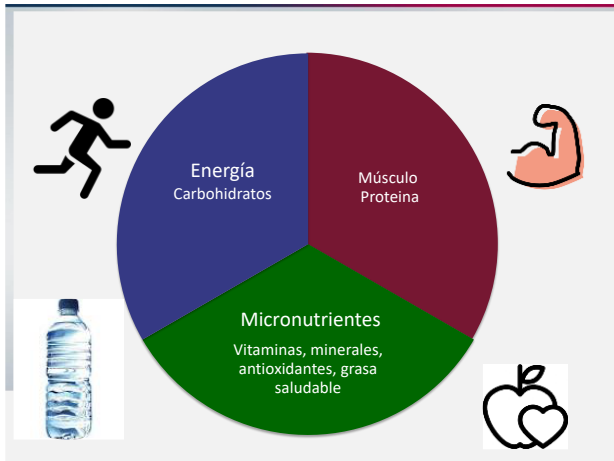 Energía
Carbohidratos
Músculo
Proteina
Micronutrientes
Vitaminas, minerales,
antioxidantes, grasa
saludable